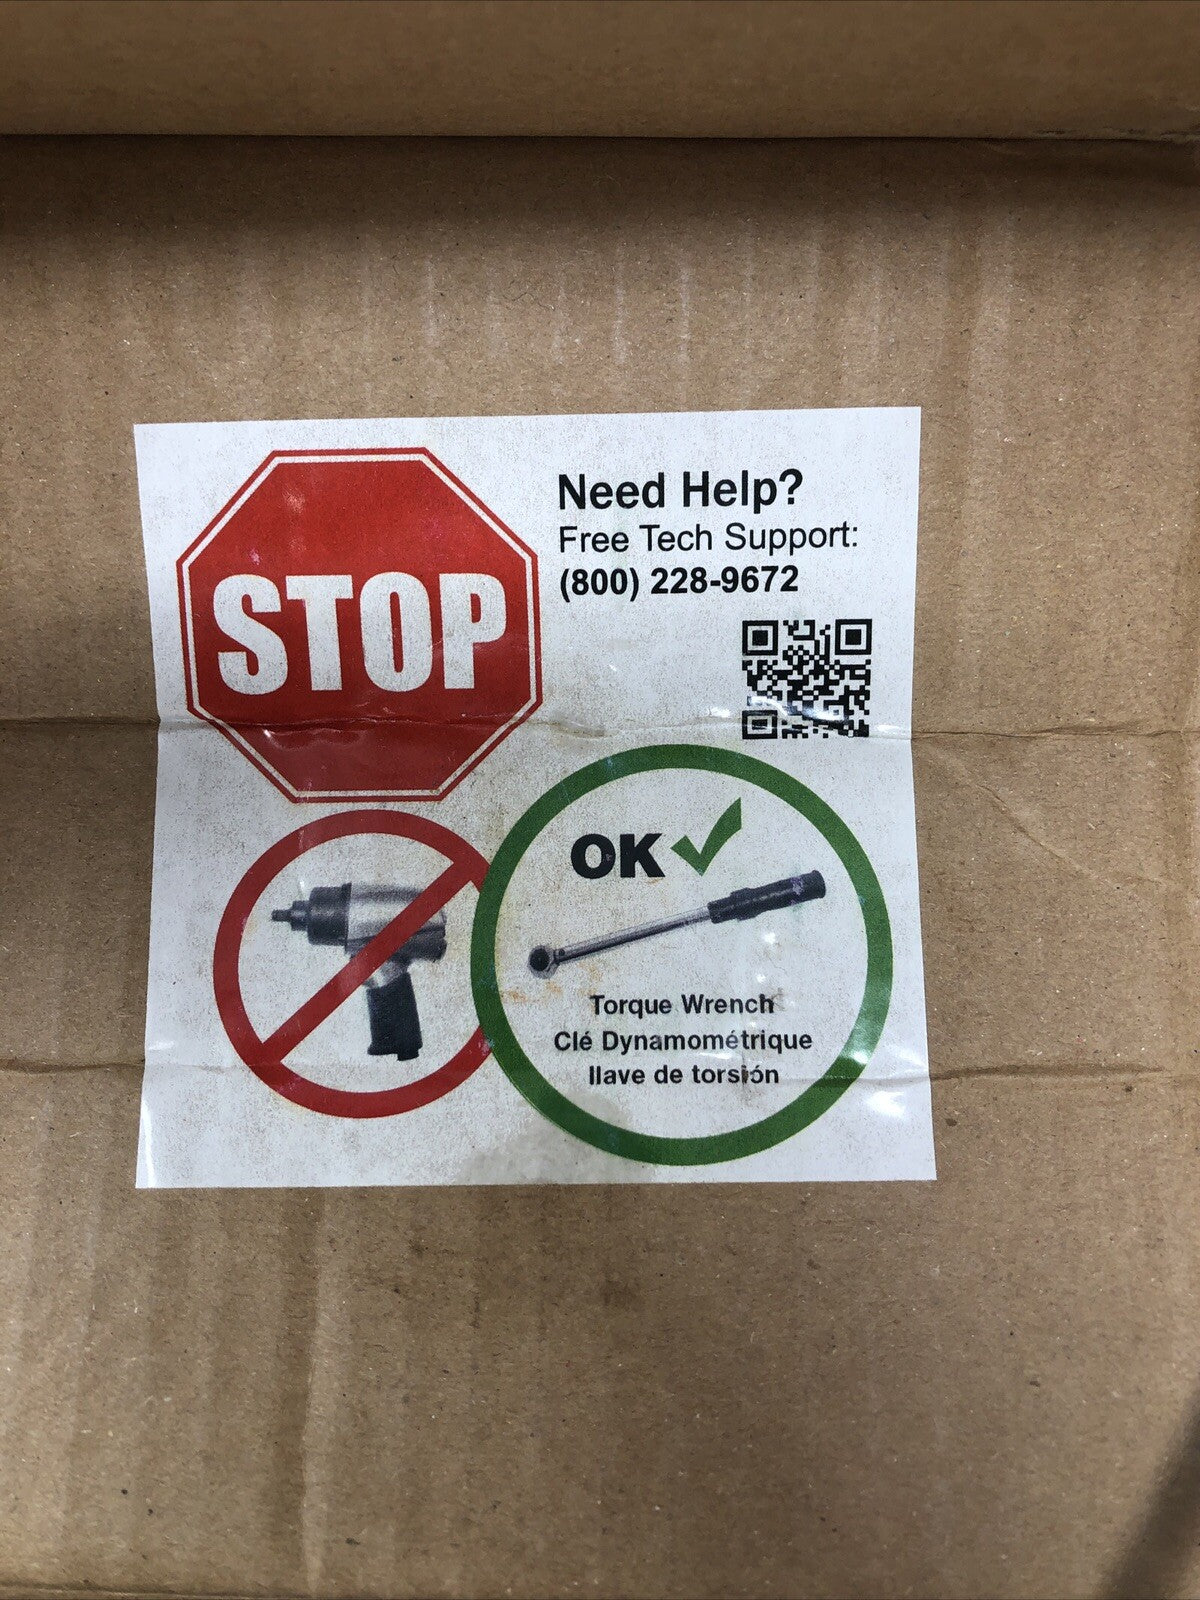 STOP
Need Help?
Free Tech Support:
(800) 228-9672
OK
Torque Wrench
Clé Dynamométrique
llave de torsión